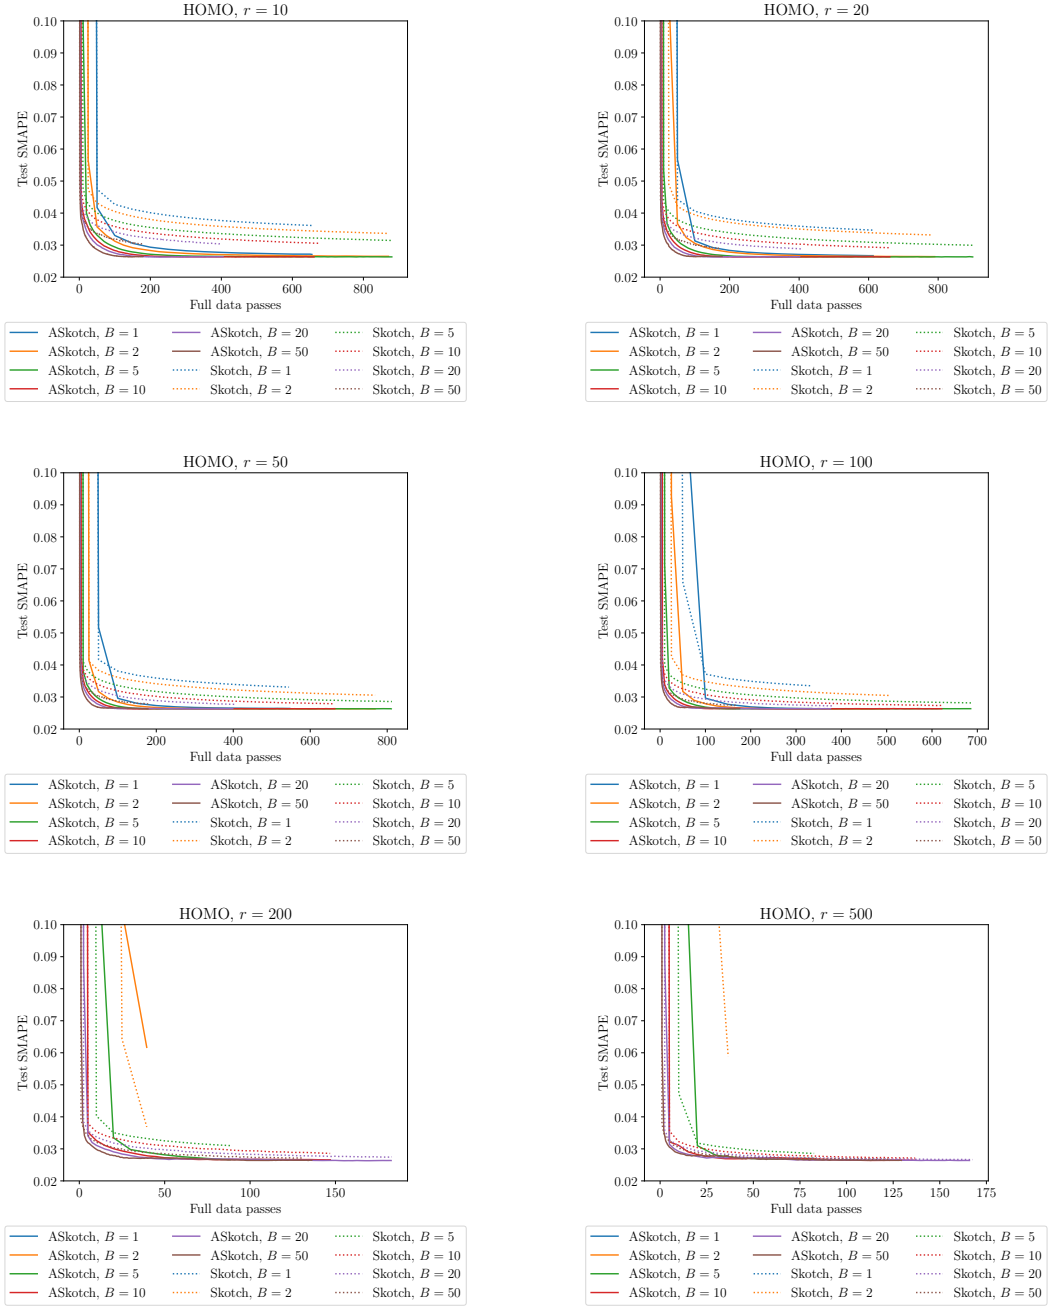 HOMO, r = 10
0.10
0.09
0.08
0.07
0.06
0.05
0.04
0.03
0.02
Test SMAPE
0 200 400 600 800
Full data passes
ASkotch, B = 1 ASkotch, B = 20 Skotch, B = 5
ASkotch, B = 2 ASkotch, B = 50 Skotch, B = 10
ASkotch, B = 5 Skotch, B = 1 Skotch, B = 20
ASkotch, B = 10 Skotch, B = 2 Skotch, B = 50
HOMO, r = 20
0.10
0.09
0.08
0.07
0.06
0.05
0.04
0.03
0.02
Test SMAPE
0 200 400 600 800
Full data passes
ASkotch, B = 1 ASkotch, B = 20 Skotch, B = 5
ASkotch, B = 2 ASkotch, B = 50 Skotch, B = 10
ASkotch, B = 5 Skotch, B = 1 Skotch, B = 20
ASkotch, B = 10 Skotch, B = 2 Skotch, B = 50
HOMO, r = 50
0.10
0.09
0.08
0.07
0.06
0.05
0.04
0.03
0.02
Test SMAPE
0 200 400 600 800
Full data passes
ASkotch, B = 1 ASkotch, B = 20 Skotch, B = 5
ASkotch, B = 2 ASkotch, B = 50 Skotch, B = 10
ASkotch, B = 5 Skotch, B = 1 Skotch, B = 20
ASkotch, B = 10 Skotch, B = 2 Skotch, B = 50
HOMO, r = 100
0.10
0.09
0.08
0.07
0.06
0.05
0.04
0.03
0.02
Test SMAPE
0 100 200 300 400 500 600 700
Full data passes
ASkotch, B = 1 ASkotch, B = 20 Skotch, B = 5
ASkotch, B = 2 ASkotch, B = 50 Skotch, B = 10
ASkotch, B = 5 Skotch, B = 1 Skotch, B = 20
ASkotch, B = 10 Skotch, B = 2 Skotch, B = 50
HOMO, r = 200
0.10
0.09
0.08
0.07
0.06
0.05
0.04
0.03
0.02
Test SMAPE
0 50 100 150
Full data passes
ASkotch, B = 1 ASkotch, B = 20 Skotch, B = 5
ASkotch, B = 2 ASkotch, B = 50 Skotch, B = 10
ASkotch, B = 5 Skotch, B = 1 Skotch, B = 20
ASkotch, B = 10 Skotch, B = 2 Skotch, B = 50
HOMO, r = 500
0.10
0.09
0.08
0.07
0.06
0.05
0.04
0.03
0.02
Test SMAPE
0 25 50 75 100 125 150 175
Full data passes
ASkotch, B = 1 ASkotch, B = 20 Skotch, B = 5
ASkotch, B = 2 ASkotch, B = 50 Skotch, B = 10
ASkotch, B = 5 Skotch, B = 1 Skotch, B = 20
ASkotch, B = 10 Skotch, B = 2 Skotch, B = 50